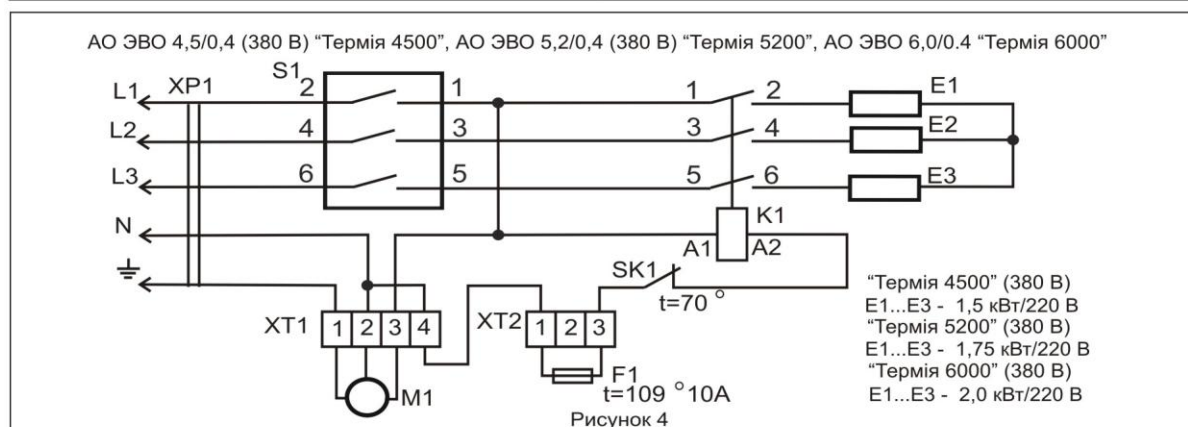 АО ЭВО 4,5/0,4 (380 В) “Термія 4500”, АО ЭВО 5,2/0,4 (380 В) “Термія 5200”, АО ЭВО 6,0/0.4 “Термія 6000”
S1
L1 XP1 2 1 1 2 E1
L2 4 3 3 4 E2
L3 6 5 5 6 E3
N K1
A1 A2
SK1
t=70 °
XT1 1 2 3 4 XT2 1 2 3
M1 F1
t=109 °10A
“Термія 4500” (380 В)
E1...E3 - 1,5 кВт/220 В
“Термія 5200” (380 В)
E1...E3 - 1,75 кВт/220 В
“Термія 6000” (380 В)
E1...E3 - 2,0 кВт/220 В
Рисунок 4